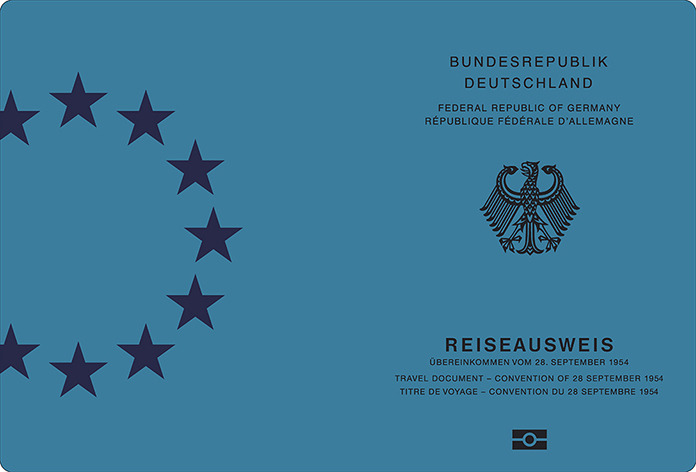 BUNDESREPUBLIK
DEUTSCHLAND
FEDERAL REPUBLIC OF GERMANY
RÉPUBLIQUE FÉDÉRALE D'ALLEMAGNE
REISEAUSWEIS
ÜBEREINKOMMEN VOM 28. SEPTEMBER 1954
TRAVEL DOCUMENT – CONVENTION OF 28 SEPTEMBER 1954
TITRE DE VOYAGE – CONVENTION DU 28 SEPTEMBRE 1954